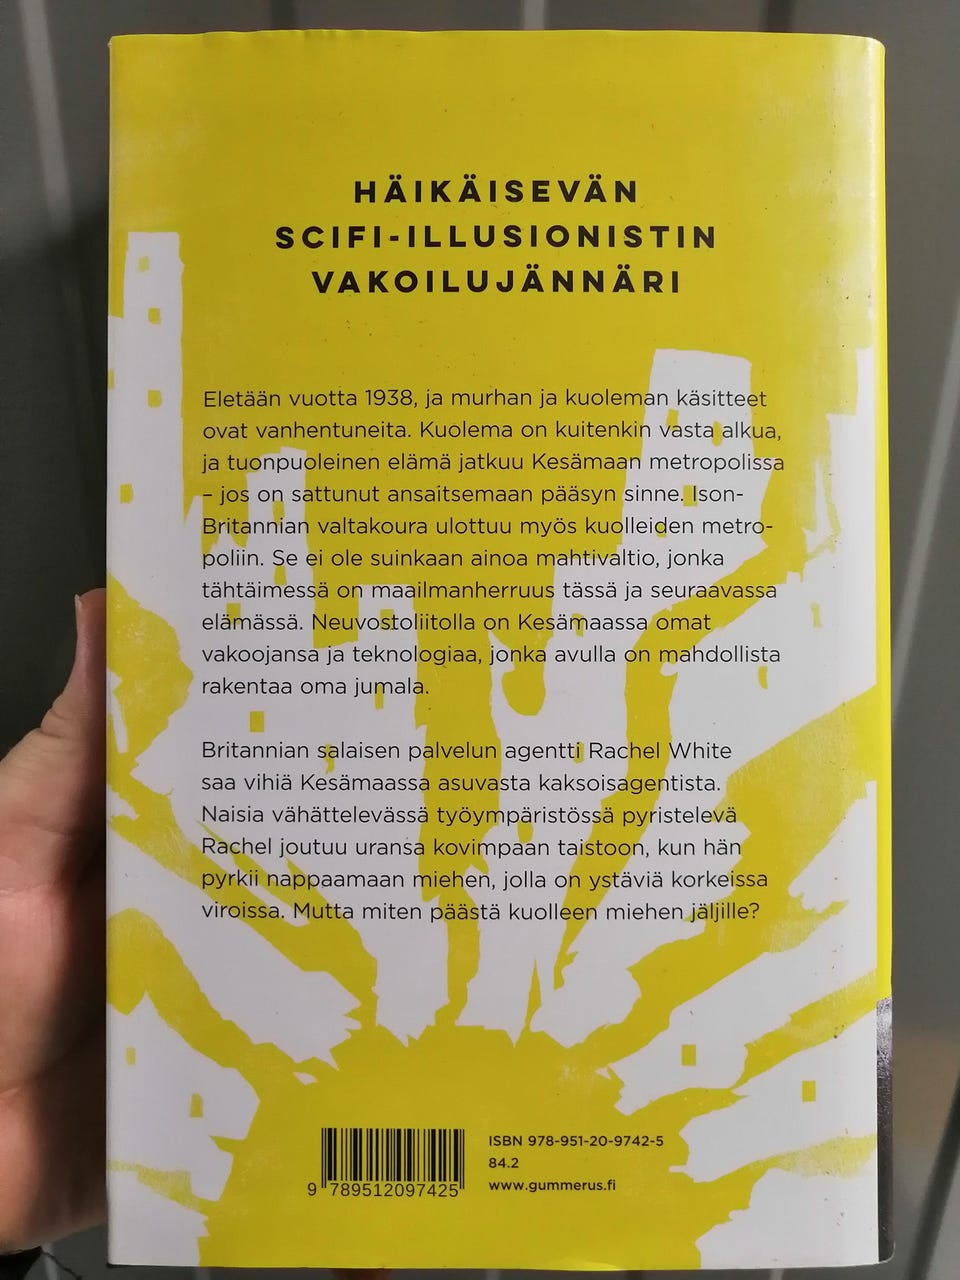 HÄIKÄISEVÄN
SCIFI-ILLUSIONISTIN
VAKOILUJÄNNÄRI
Eletään vuotta 1938, ja murhan ja kuoleman käsitteet
ovat vanhentuneita. Kuolema on kuitenkin vasta alkua,
ja tuonpuoleinen elämä jatkuu Kesämaan metropolissa
– jos on sattunut ansaitsemaan pääsyn sinne. Ison-
Britannian valtakoura ulottuu myös kuolleiden metro-
poliin. Se ei ole suinkaan ainoa mahtivaltio, jonka
tähtäimessä on maailmanherruus tässä ja seuraavassa
elämässä. Neuvostoliitolla on Kesämaassa omat
vakoojansa ja teknologiaa, jonka avulla on mahdollista
rakentaa oma jumala.
Britannian salaisen palvelun agentti Rachel White
saa vihiä Kesämaassa asuvasta kaksoisagentista.
Naisia vähättelevässä työympäristössä pyristelevä
Rachel joutuu uransa kovimpaan taistoon, kun hän
pyrkii nappaamaan miehen, jolla on ystäviä korkeissa
viroissa. Mutta miten päästä kuolleen miehen jäljille?
ISBN 978-951-20-9742-5
84.2
www.gummerus.fi
9 789512 097425